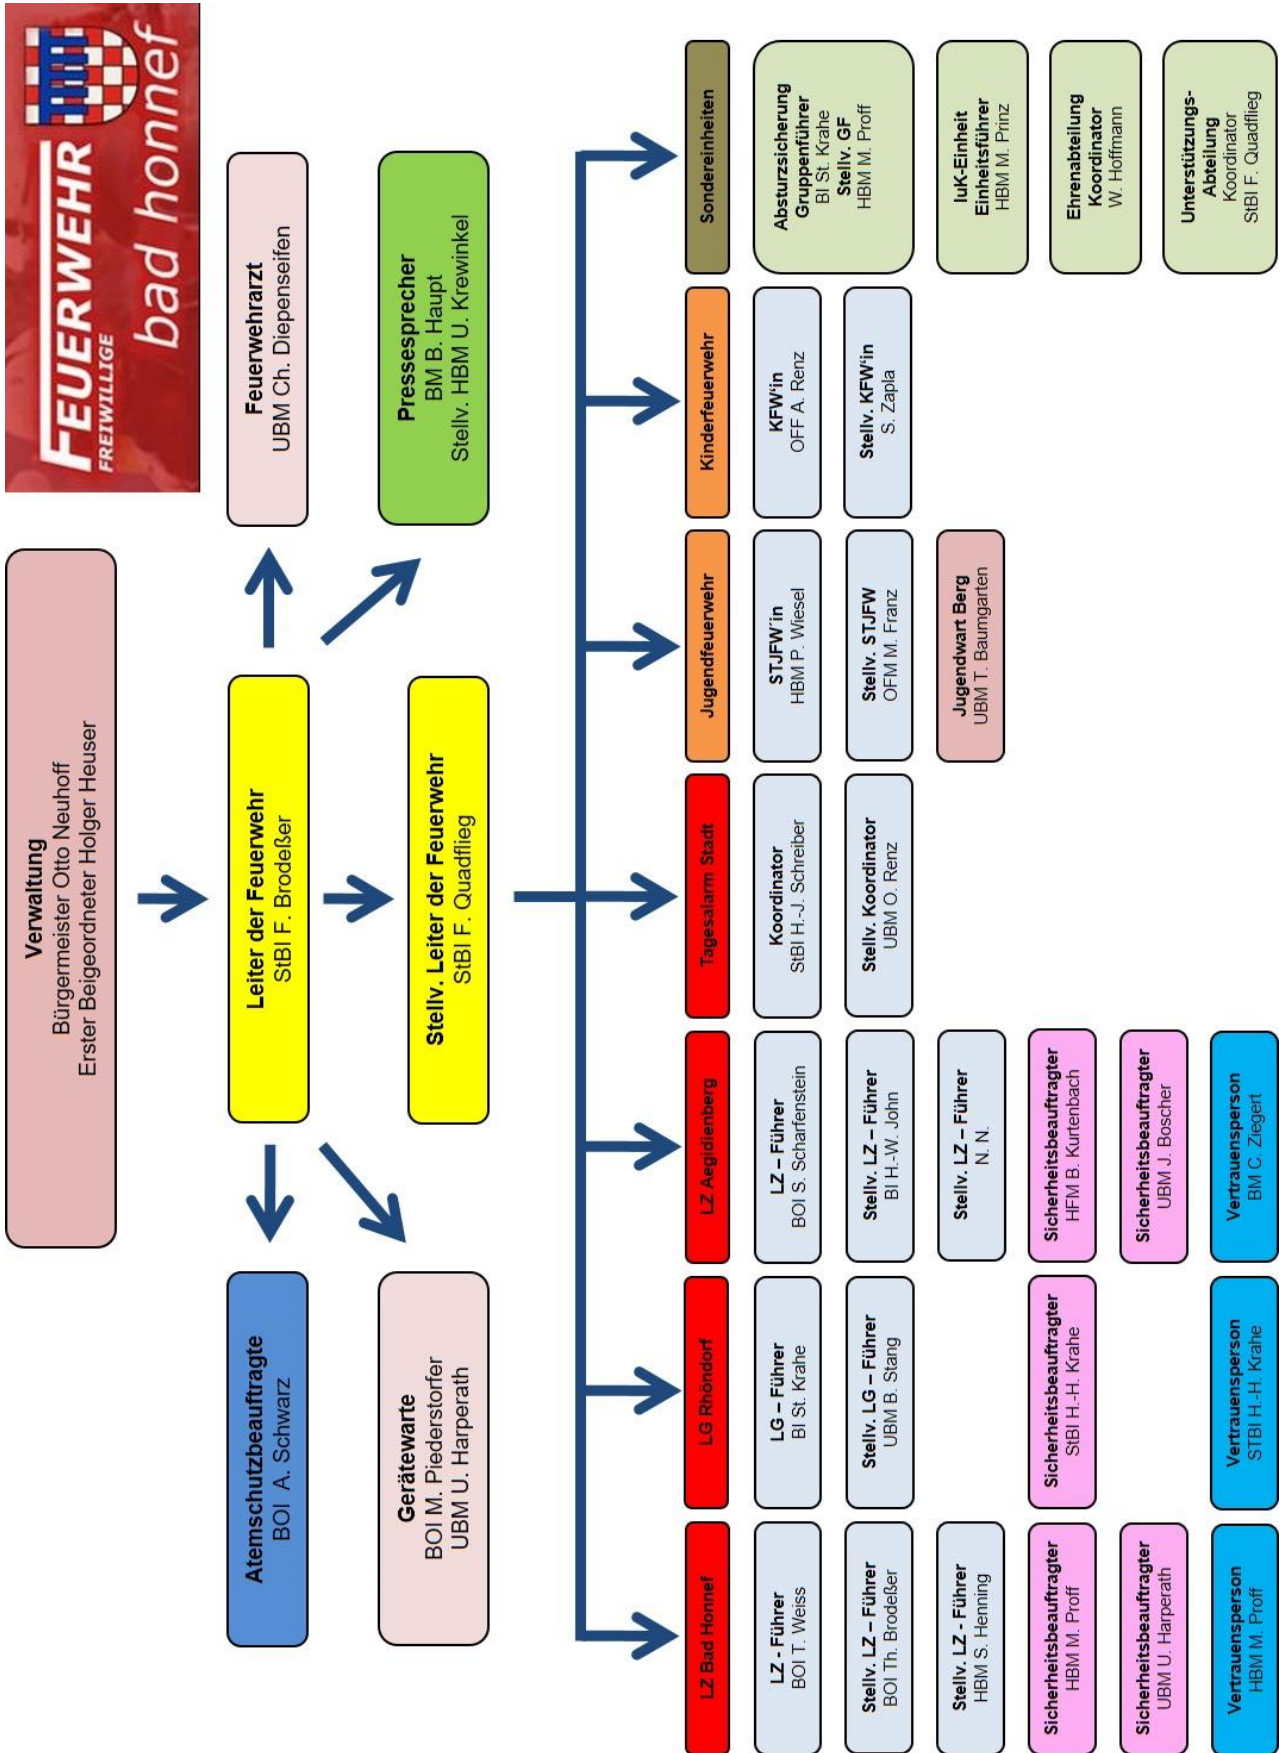 FEUERWEHR
FREIWILLIGE
bad honnef
Verwaltung
Bürgermeister Otto Neuhoff
Erster Beigeordneter Holger Heuser
Atemschutzbeauftragte
BOI A. Schwarz
Leiter der Feuerwehr
StBI F. Brodeßer
Feuerwehrarzt
UBM Ch. Diepenseifen
Gerätewarte
BOI M. Piederstorfer
UBM U. Harperath
Stellv. Leiter der Feuerwehr
StBI F. Quadflieg
Pressesprecher
BM B. Haupt
Stellv. HBM U. Krewinkel
LZ Bad Honnef
LZ - Führer
BOI T. Weiss
Stellv. LZ – Führer
BOI Th. Brodeßer
Stellv. LZ - Führer
HBM S. Henning
Sicherheitsbeauftragter
HBM M. Proff
Sicherheitsbeauftragter
UBM U. Harperath
Vertrauensperson
HBM M. Proff
LG Rhöndorf
LG – Führer
BI St. Krahe
Stellv. LG – Führer
UBM B. Stang
Sicherheitsbeauftragter
StBI H.-H. Krahe
Vertrauensperson
STBI H.-H. Krahe
LZ Aegidienberg
LZ – Führer
BOI S. Scharfenstein
Stellv. LZ – Führer
BI H.-W. John
Stellv. LZ – Führer
N. N.
Sicherheitsbeauftragter
HFM B. Kurtenbach
Sicherheitsbeauftragter
UBM J. Boscher
Vertrauensperson
BM C. Ziegert
Tagesalarm Stadt
Koordinator
StBI H.-J. Schreiber
Stellv. Koordinator
UBM O. Renz
Jugendfeuerwehr
STJFW´in
HBM P. Wiesel
Stellv. STJFW
OFM M. Franz
Jugendwart Berg
UBM T. Baumgarten
Kinderfeuerwehr
KFW‘in
OFF A. Renz
Stellv. KFW‘in
S. Zapla
Sondereinheiten
Absturzsicherung
Gruppenführer
BI St. Krahe
Stellv. GF
HBM M. Proff
IuK-Einheit
Einheitsführer
HBM M. Prinz
Ehrenabteilung
Koordinator
W. Hoffmann
Unterstützungs-
Abteilung
Koordinator
StBI F. Quadflieg